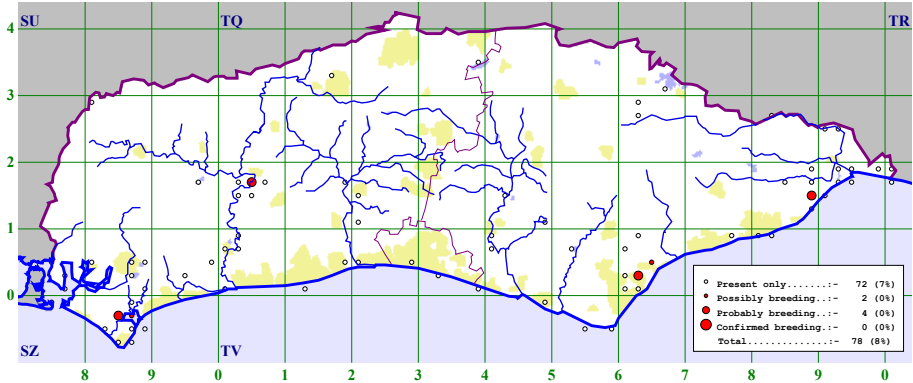 SU TQ TR
4
3
2
1
0
SZ TV
8 9 0 1 2 3 4 5 6 7 8 9 0
Present only.......:- 72 (7%)
Possibly breeding..:- 2 (0%)
Probably breeding..:- 4 (0%)
Confirmed breeding.:- 0 (0%)
Total.............:- 78 (8%)